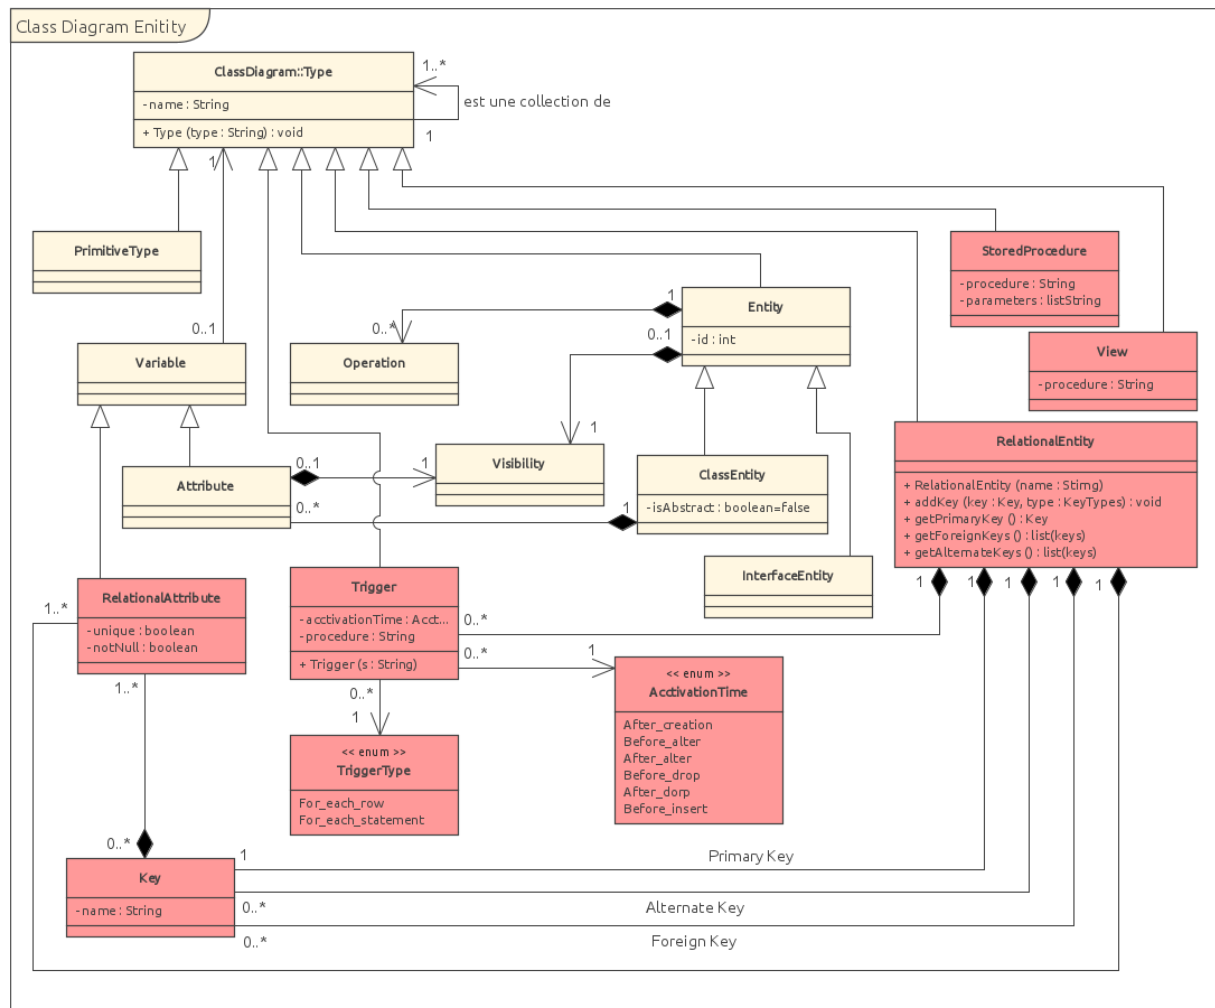 Class Diagram Enitity
ClassDiagram::Type
- name : String
+ Type (type : String) : void
1..*
est une collection de
1
1
PrimitiveType
StoredProcedure
- procedure : String
- parameters : listString
Entity
- id : int
1
0..*
0..1
0..1
Variable
Operation
View
- procedure : String
1
RelationalEntity
+ RelationalEntity (name : Stimg)
+ addKey (key : Key, type : KeyTypes) : void
+ getPrimaryKey () : Key
+ getForeignKeys () : list(keys)
+ getAlternateKeys () : list(keys)
Attribute
0..1
1
Visibility
ClassEntity
- isAbstract : boolean=false
0..*
1
InterfaceEntity
1
1
1
1
1
RelationalAttribute
- unique : boolean
- notNull : boolean
1..*
1..*
Trigger
- acctivationTime : Acct...
- procedure : String
+ Trigger (s : String)
0..*
0..*
1
0..*
1
<< enum >>
AcctivationTime
After_creation
Before_alter
After_alter
Before_drop
After_dorp
Before_insert
<< enum >>
TriggerType
For_each_row
For_each_statement
0..*
Key
- name : String
1
Primary Key
0..*
Alternate Key
0..*
Foreign Key